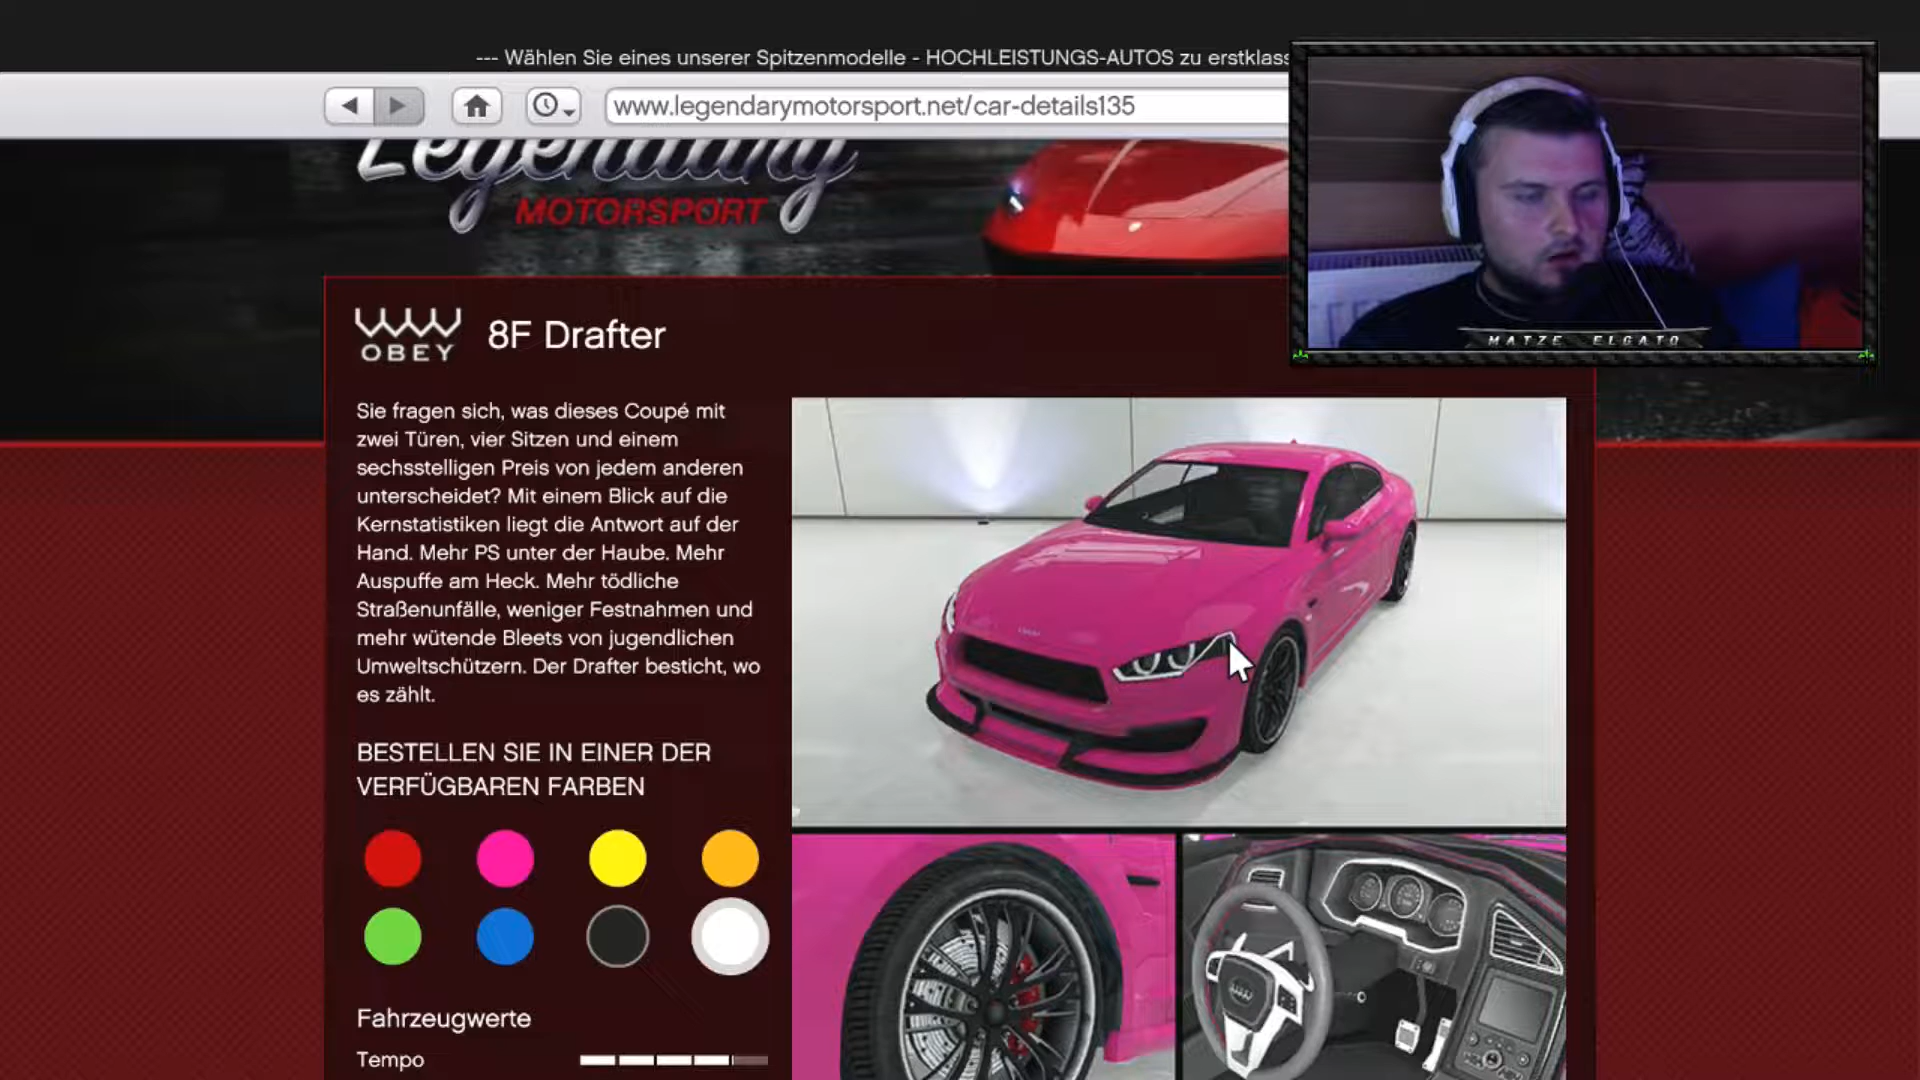 --- Wählen Sie eines unserer Spitzenmodelle - HOCHLEISTUNGS-AUTOS zu erstklass
www.legendarymotorsport.net/car-details135
Legendary
MOTORSPORT
MATZE ELGATO
OBEY
8F Drafter
Sie fragen sich, was dieses Coupé mit
zwei Türen, vier Sitzen und einem
sechsstelligen Preis von jedem anderen
unterscheidet? Mit einem Blick auf die
Kernstatistiken liegt die Antwort auf der
Hand. Mehr PS unter der Haube. Mehr
Auspuffe am Heck. Mehr tödliche
Straßenunfälle, weniger Festnahmen und
mehr wütende Bleets von jugendlichen
Umweltschützern. Der Drafter besticht, wo
es zählt.
BESTELLEN SIE IN EINER DER
VERFÜGBAREN FARBEN
Fahrzeugwerte
Tempo